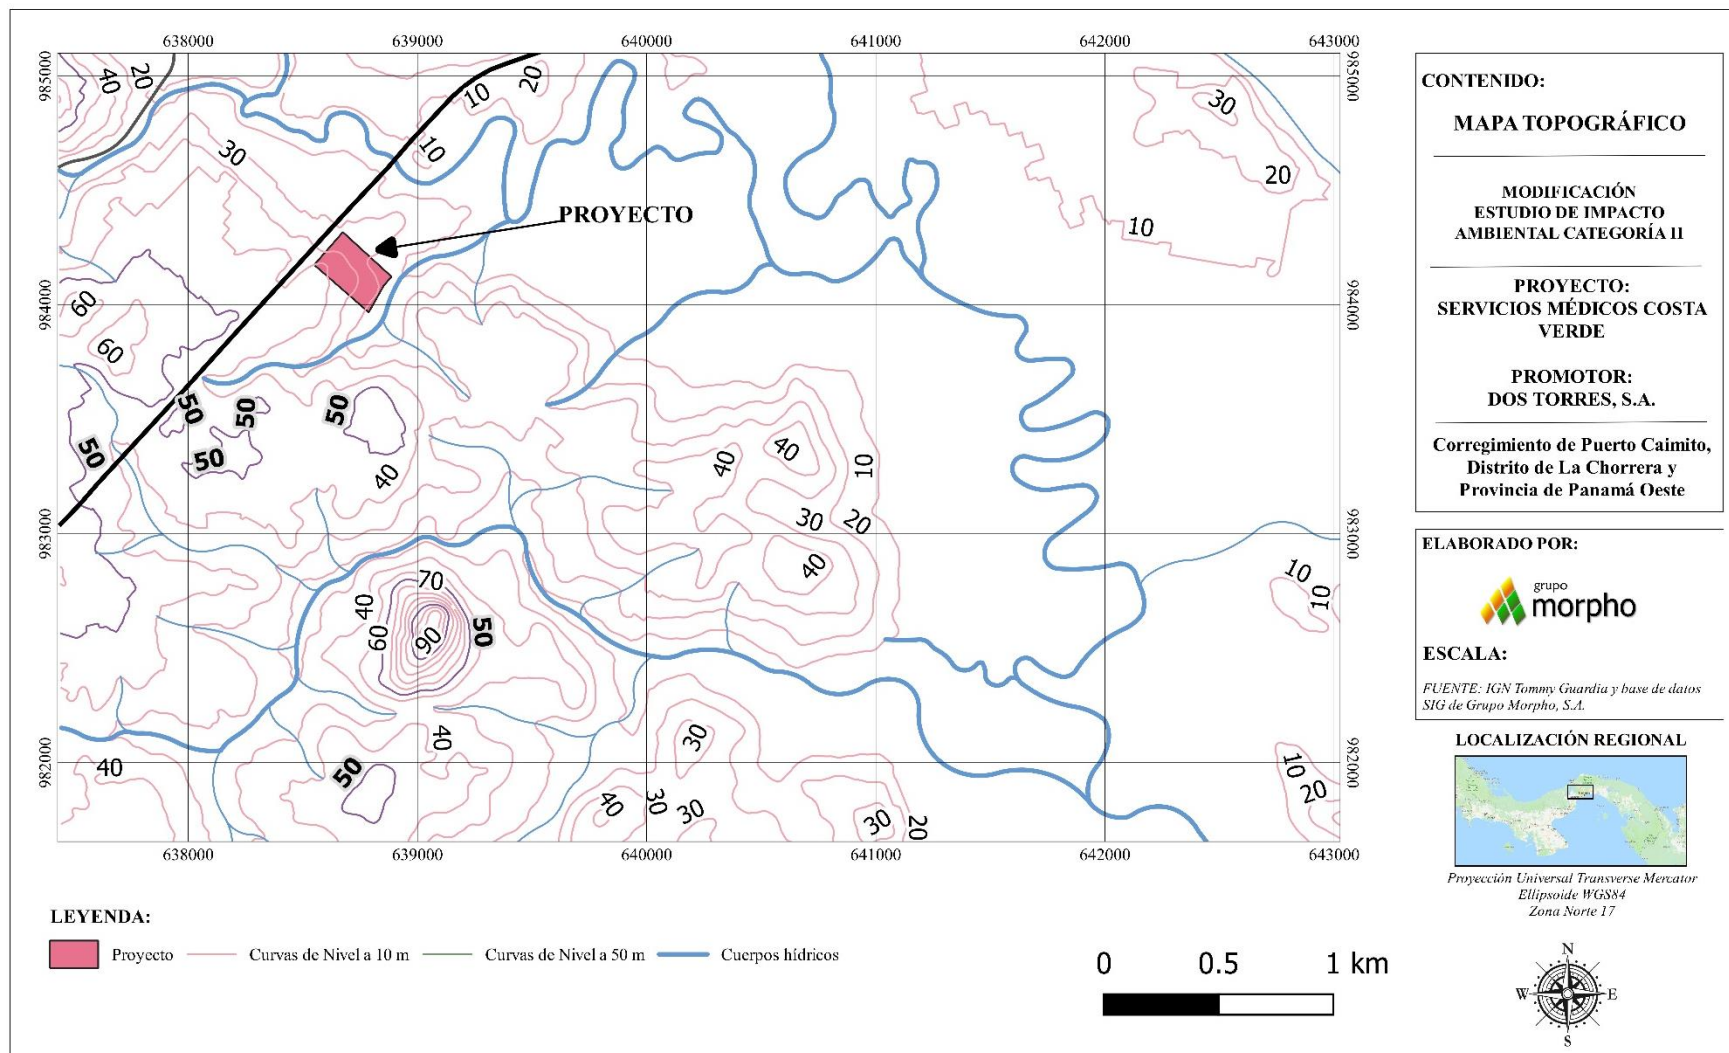 638000 639000 640000 641000 642000 643000
985000
984000
983000
982000
985000
984000
983000
982000
40
20
10
20
30
10
30
20
10
PROYECTO
60
60
50
50
50
50
50
40
40
40
10
30
20
40
10
10
70
40
60
90
50
40
40
50
30
30
40
30
30
20
10
20
638000 639000 640000 641000 642000 643000
LEYENDA:
Proyecto
Curvas de Nivel a 10 m
Curvas de Nivel a 50 m
Cuerpos hídricos
0 0.5 1 km
CONTENIDO:
MAPA TOPOGRÁFICO
MODIFICACIÓN
ESTUDIO DE IMPACTO
AMBIENTAL CATEGORÍA II
PROYECTO:
SERVICIOS MÉDICOS COSTA
VERDE
PROMOTOR:
DOS TORRES, S.A.
Corregimiento de Puerto Caimito,
Distrito de La Chorrera y
Provincia de Panamá Oeste
ELABORADO POR:
grupo
morpho
ESCALA:
FUENTE: IGN Tommy Guardia y base de datos
SIG de Grupo Morpho, S.A.
LOCALIZACIÓN REGIONAL
Proyección Universal Transverse Mercator
Ellipsoide WGS84
Zona Norte 17
N
W E
S